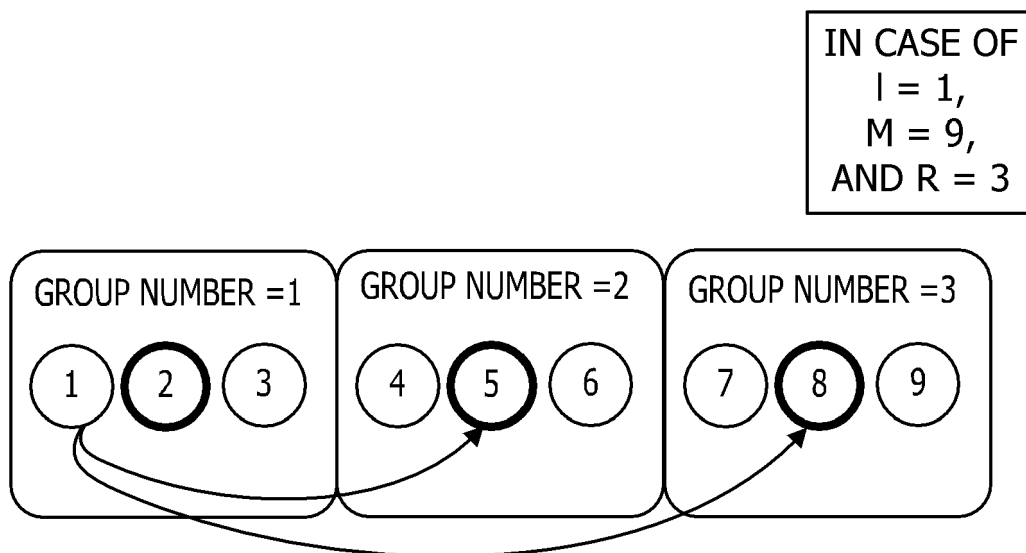 IN CASE OF
l = 1,
M = 9,
AND R = 3
GROUP NUMBER =1
GROUP NUMBER =2
GROUP NUMBER =3
1 2 3
4 5 6
7 8 9